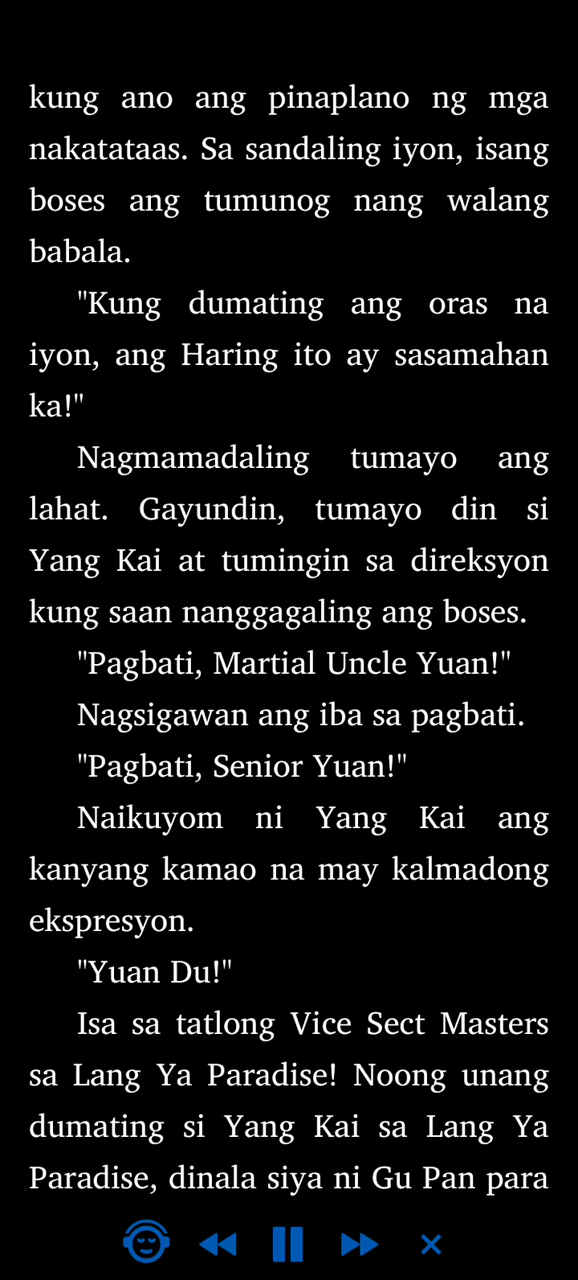 kung ano ang pinaplano ng mga
nakatataas. Sa sandaling iyon, isang
boses ang tumunog nang walang
babala.
"Kung dumating ang oras na
iyon, ang Haring ito ay sasamahan
ka!"
Nagmamadaling tumayo ang
lahat. Gayundin, tumayo din si
Yang Kai at tumingin sa direksyon
kung saan nanggagaling ang boses.
"Pagbati, Martial Uncle Yuan!"
Nagsigawan ang iba sa pagbati.
"Pagbati, Senior Yuan!"
Naikuyom ni Yang Kai ang
kanyang kamao na may kalmadong
ekspresyon.
"Yuan Du!"
Isa sa tatlong Vice Sect Masters
sa Lang Ya Paradise! Noong unang
dumating si Yang Kai sa Lang Ya
Paradise, dinala siya ni Gu Pan para